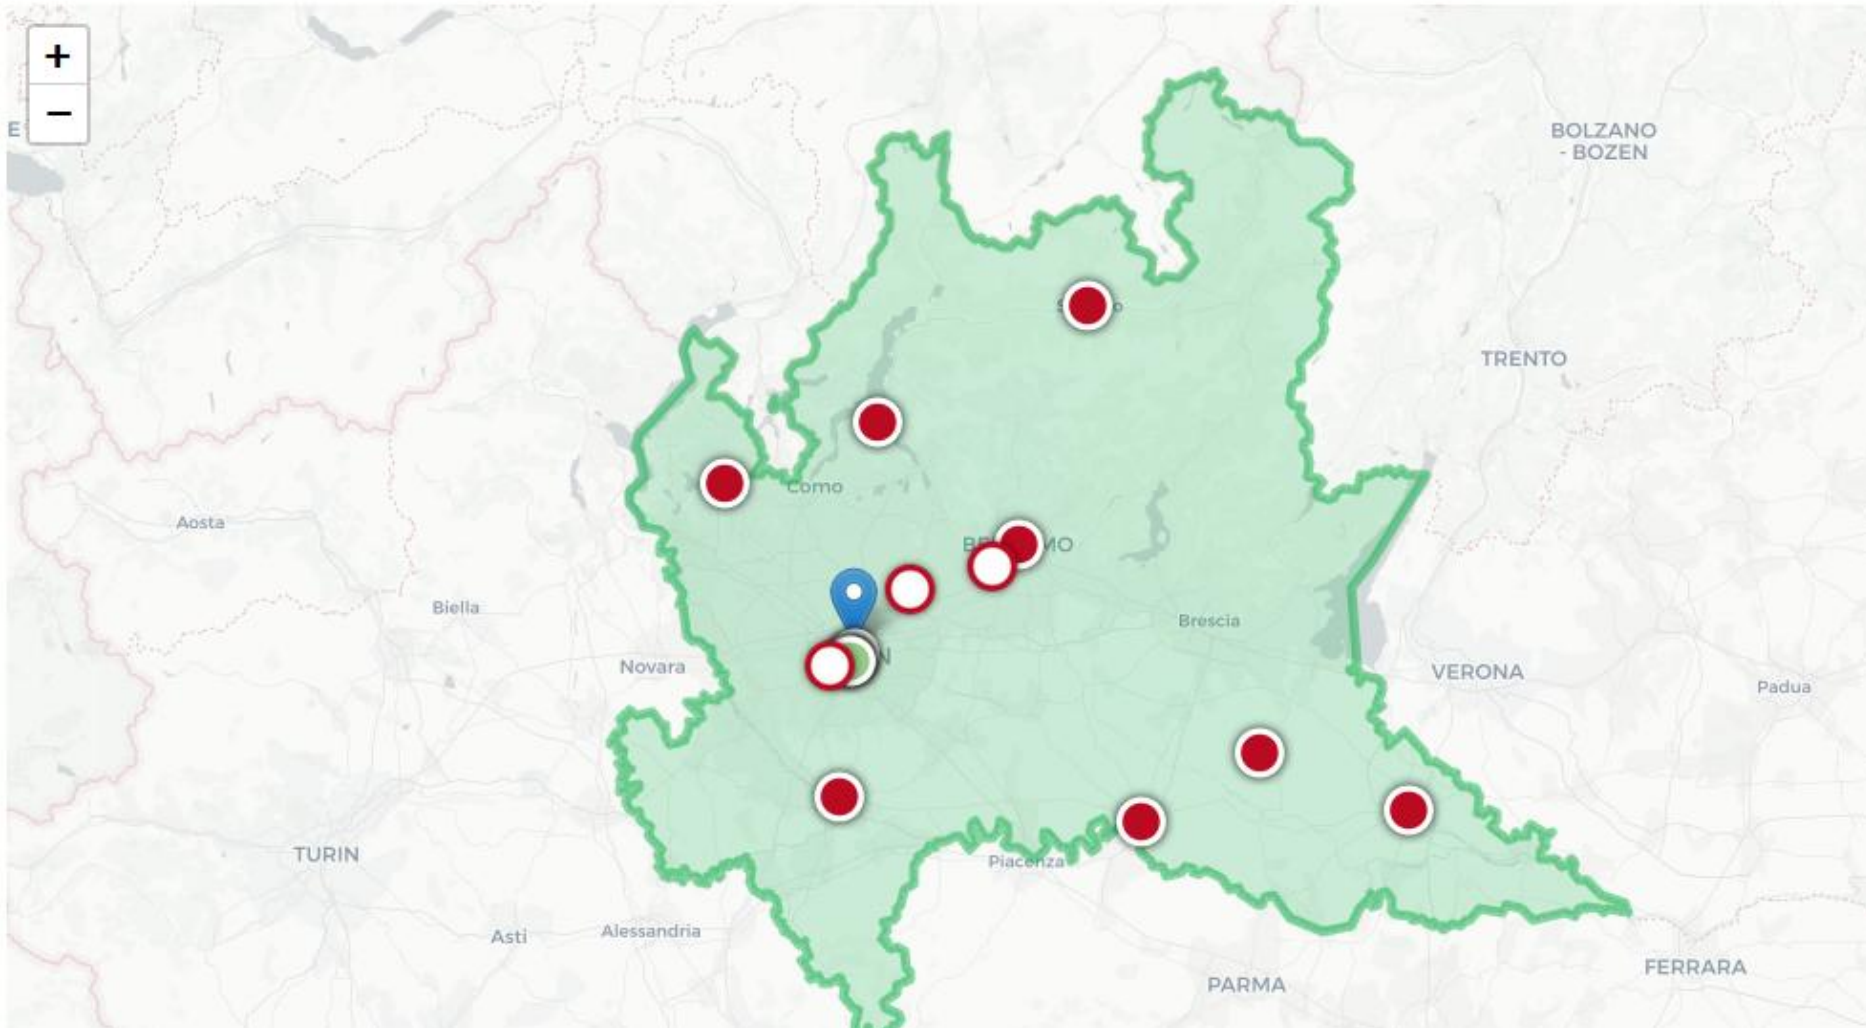 +
−
E
BOLZANO
- BOZEN
TRENTO
Como
Aosta
Biella
Brescia
Novara
VERONA
Padua
TURIN
Piacenza
Asti
Alessandria
FERRARA
PARMA